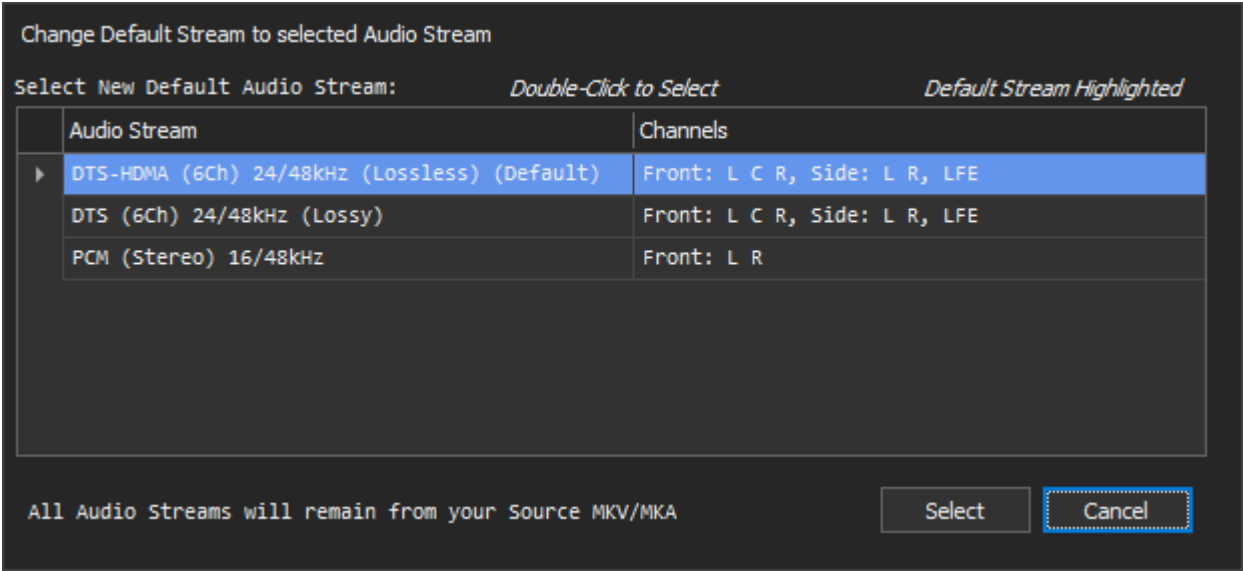 Change Default Stream to selected Audio Stream
Select New Default Audio Stream: Double-Click to Select Default Stream Highlighted
Audio Stream Channels
DTS-HDMA (6Ch) 24/48kHz (Lossless) (Default) Front: L C R, Side: L R, LFE
DTS (6Ch) 24/48kHz (Lossy) Front: L C R, Side: L R, LFE
PCM (Stereo) 16/48kHz Front: L R
All Audio Streams will remain from your Source MKV/MKA Select Cancel